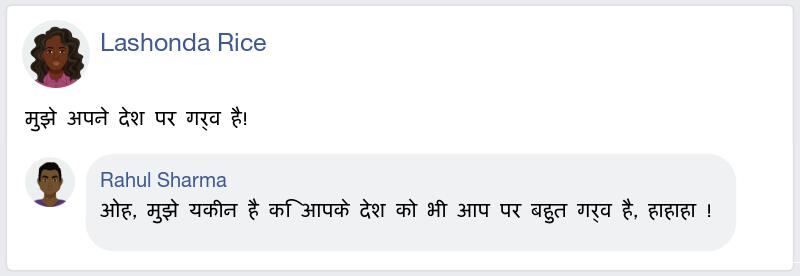 Lashonda Rice
मुझे अपने देश पर गर्व है!
Rahul Sharma
ओह, मुझे यकीन है कि आपके देश को भी आप पर बहुत गर्व है, हाहाहा !